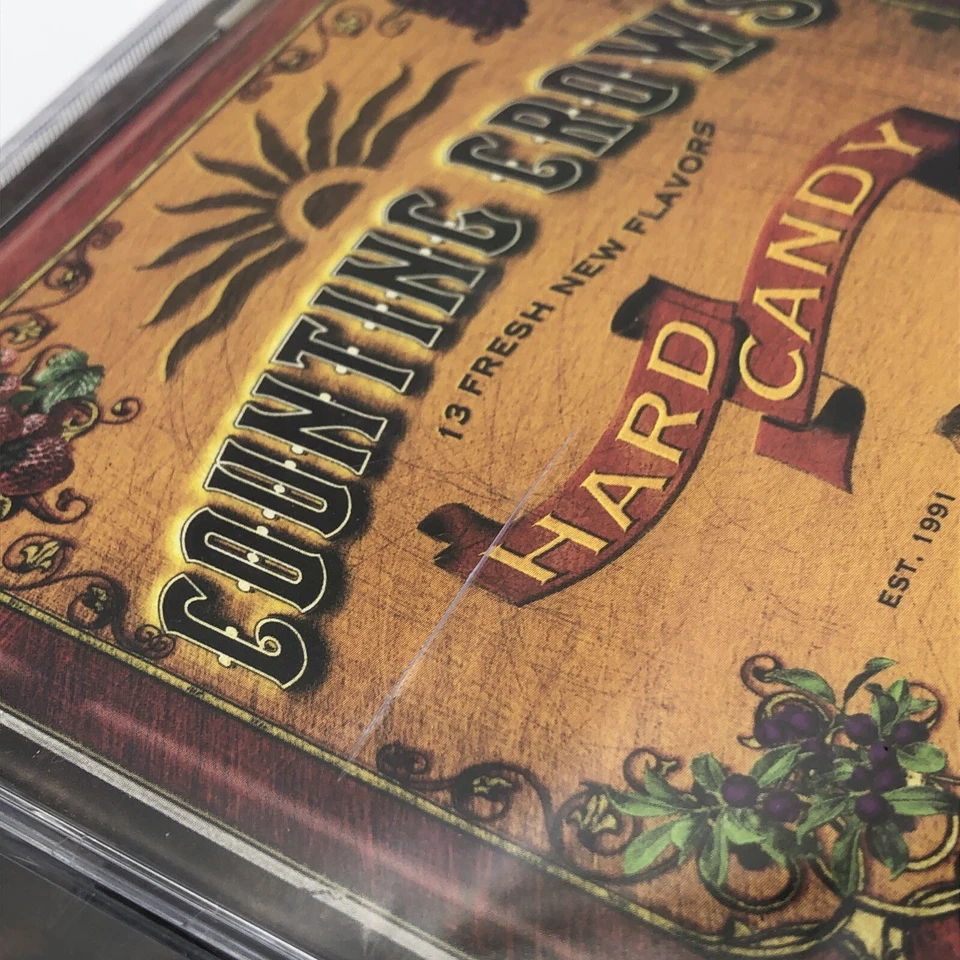 COUNTING CROWS
13 FRESH NEW FLAVORS
HARD CANDY
EST. 1991